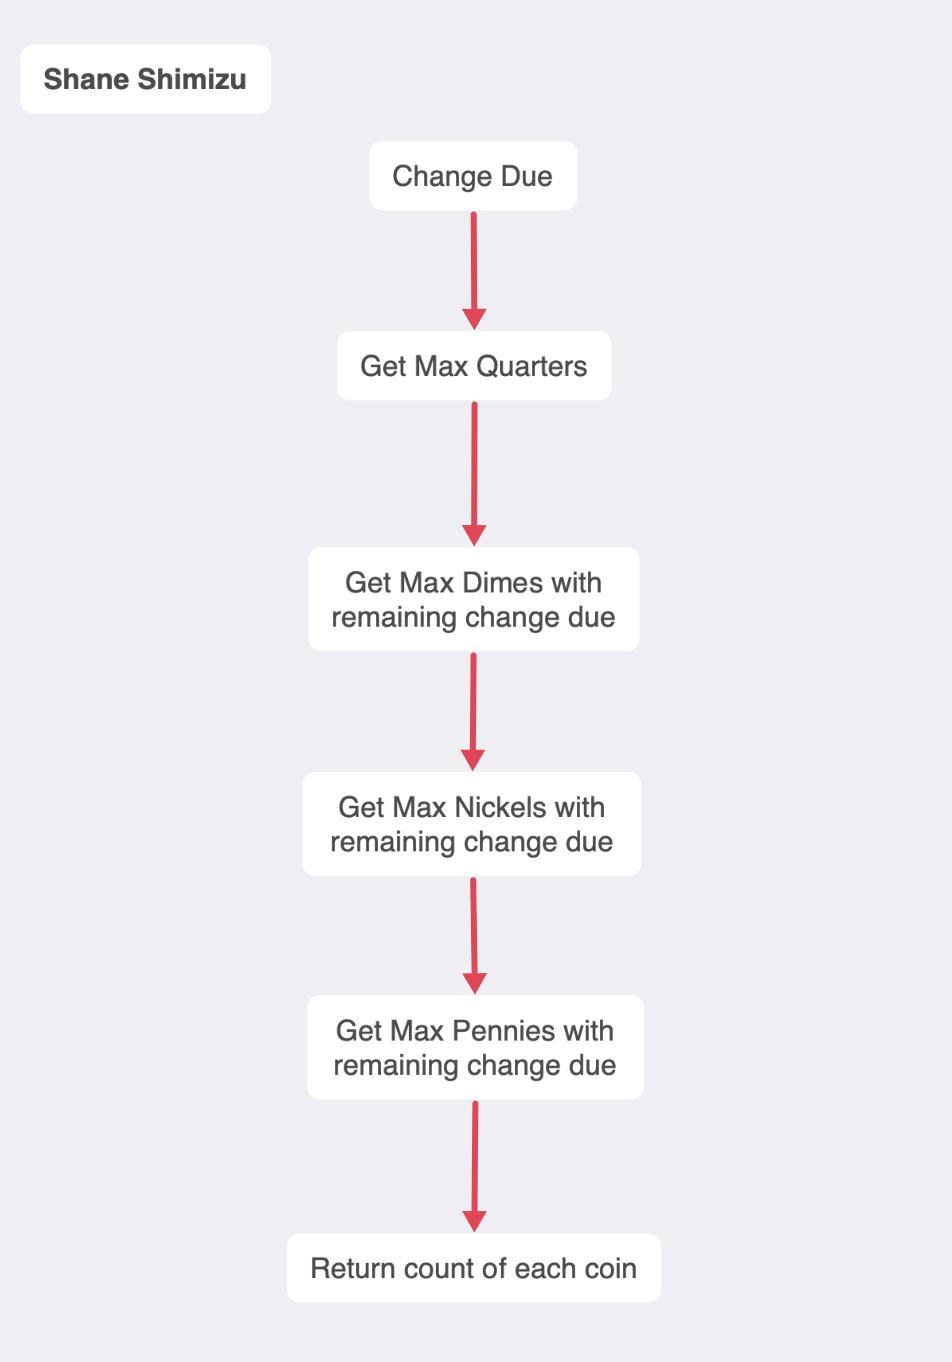 Shane Shimizu
Change Due
Get Max Quarters
Get Max Dimes with
remaining change due
Get Max Nickels with
remaining change due
Get Max Pennies with
remaining change due
Return count of each coin